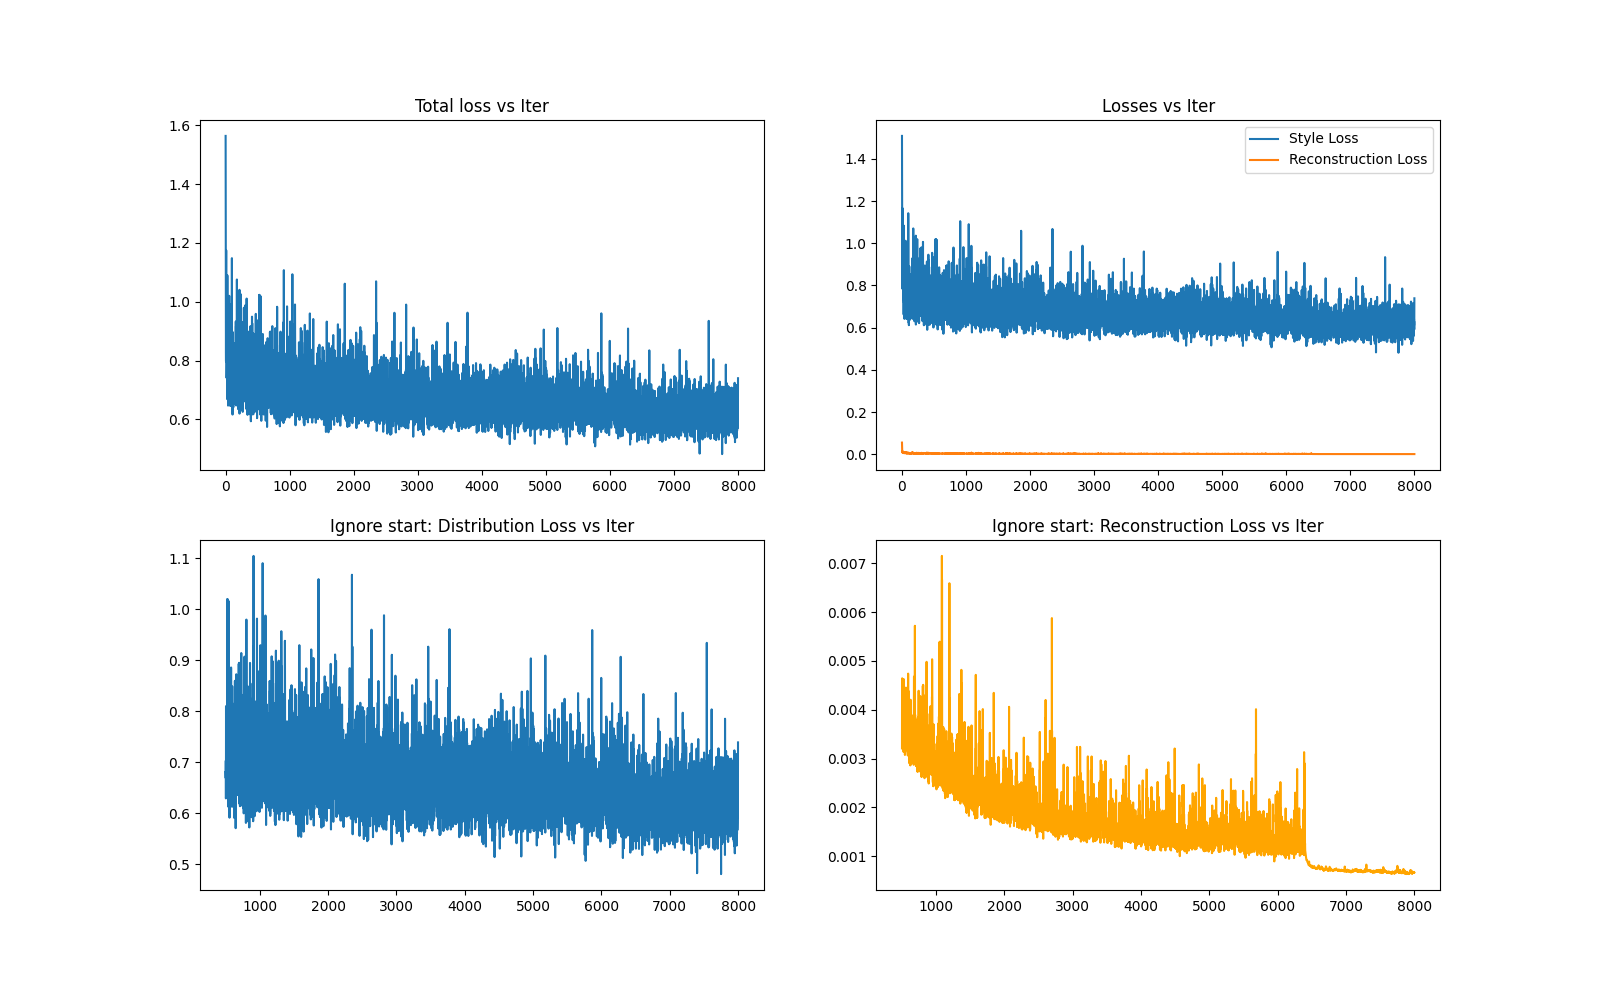 Total loss vs Iter
1.6
1.4
1.2
1.0
0.8
0.6
0 1000 2000 3000 4000 5000 6000 7000 8000
Losses vs Iter
Style Loss
Reconstruction Loss
1.4
1.2
1.0
0.8
0.6
0.4
0.2
0.0
0 1000 2000 3000 4000 5000 6000 7000 8000
Ignore start: Distribution Loss vs Iter
1.1
1.0
0.9
0.8
0.7
0.6
0.5
1000 2000 3000 4000 5000 6000 7000 8000
Ignore start: Reconstruction Loss vs Iter
0.007
0.006
0.005
0.004
0.003
0.002
0.001
1000 2000 3000 4000 5000 6000 7000 8000